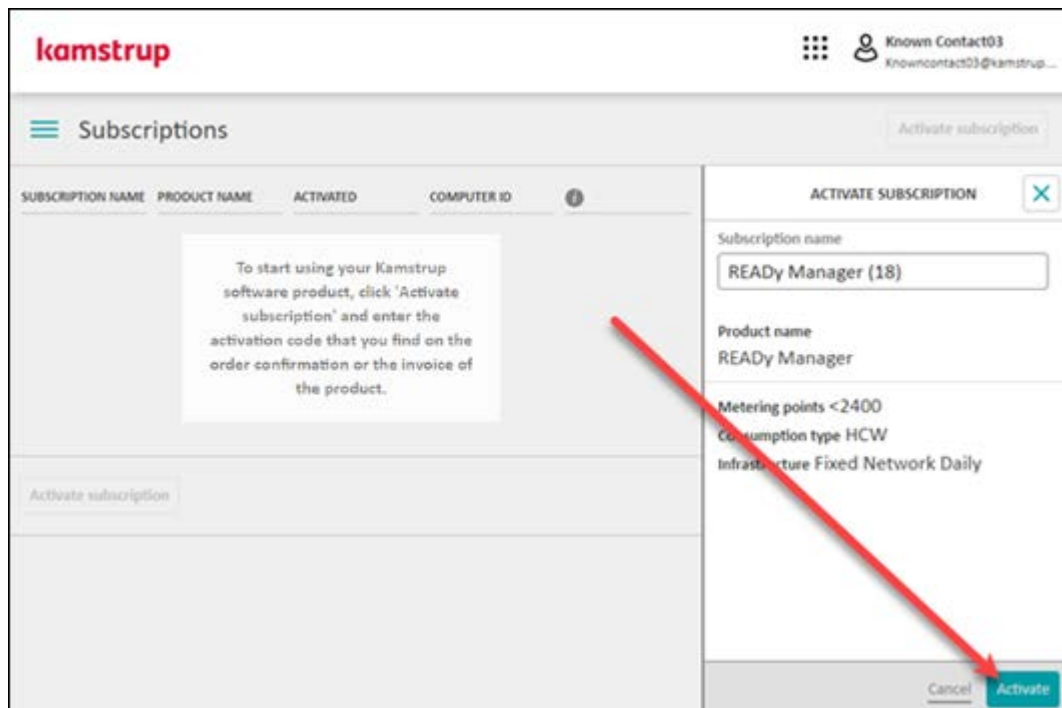 kamstrup
Known Contact03
Knowncontact03@kamstrup...
Subscriptions
Activate subscription
SUBSCRIPTION NAME PRODUCT NAME ACTIVATED COMPUTER ID
i
To start using your Kamstrup
software product, click 'Activate
subscription' and enter the
activation code that you find on the
order confirmation or the invoice of
the product.
Activate subscription
ACTIVATE SUBSCRIPTION
Subscription name
READy Manager (18)
Product name
READy Manager
Metering points <2400
Consumption type HCW
Infrastructure Fixed Network Daily
Cancel Activate